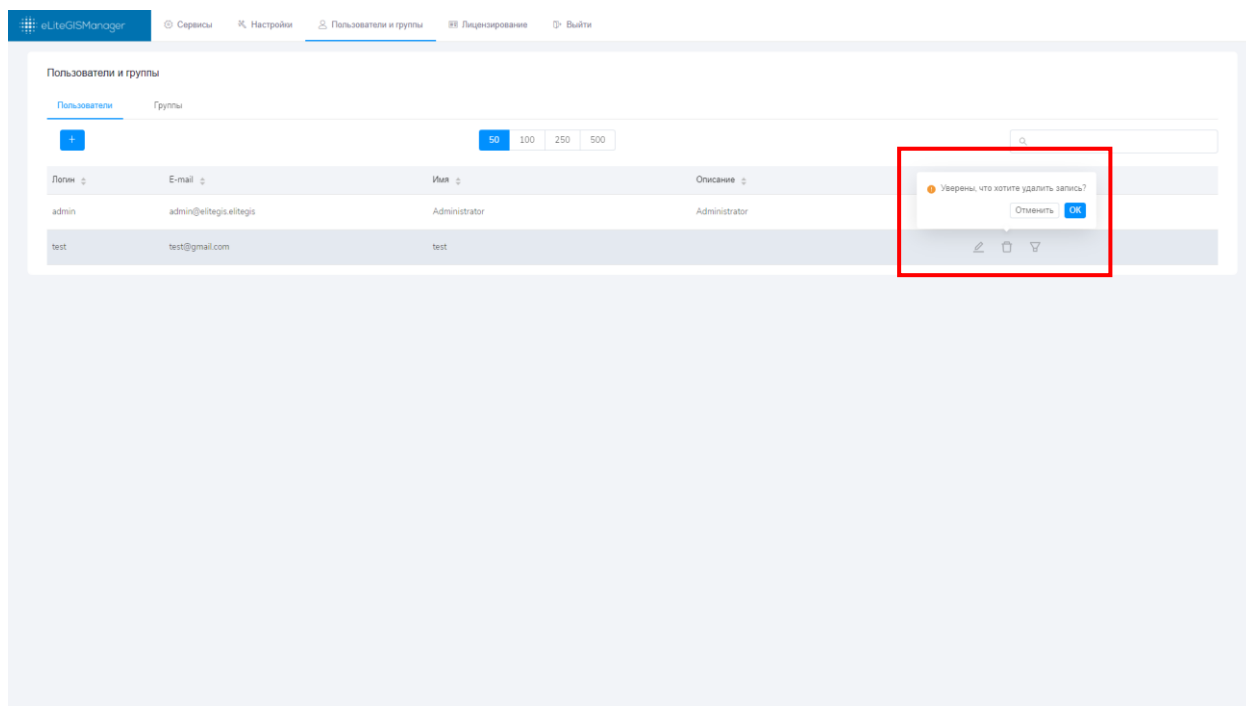 eLiteGISManager Сервисы Настройки Пользователи и группы Лицензирование Выйти
Пользователи и группы
Пользователи Группы
+ 50 100 250 500
Логин E-mail Имя Описание
Уверены, что хотите удалить запись?
Отменить OK
admin admin@elitegis.elitegis Administrator Administrator
test test@gmail.com test